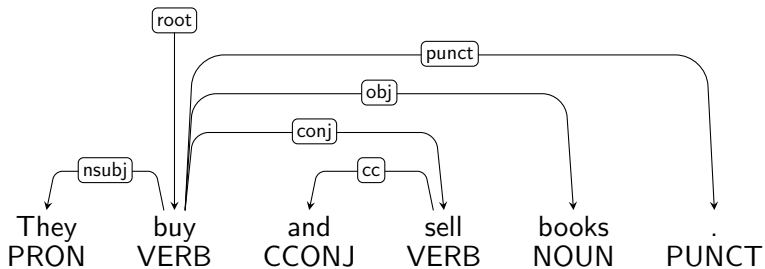 root
punct
obj
conj
nsubj cc
They buy and sell books .
PRON VERB CCONJ VERB NOUN PUNCT